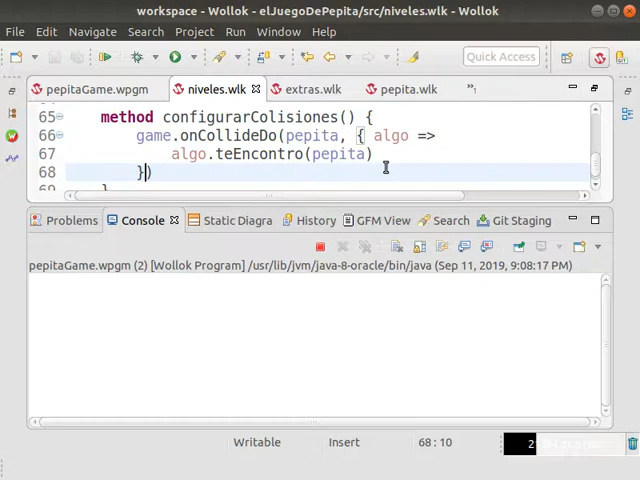 workspace - Wollok - elJuegoDePepita/src/niveles.wlk - Wollok
File Edit Navigate Search Project Run Window Help
Quick Access
pepitaGame.wpgm niveles.wlk extras.wlk pepita.wlk
65 method configurarColisiones() {
66 game.onCollideDo(pepita, { algo =>
67 algo.teEncontro(pepita)
68 })
69 }
Problems Console Static Diagra History GFM View Search Git Staging
pepitaGame.wpgm (2) [Wollok Program] /usr/lib/jvm/java-8-oracle/bin/java (Sep 11, 2019, 9:08:17 PM)
Writable Insert 68 : 10